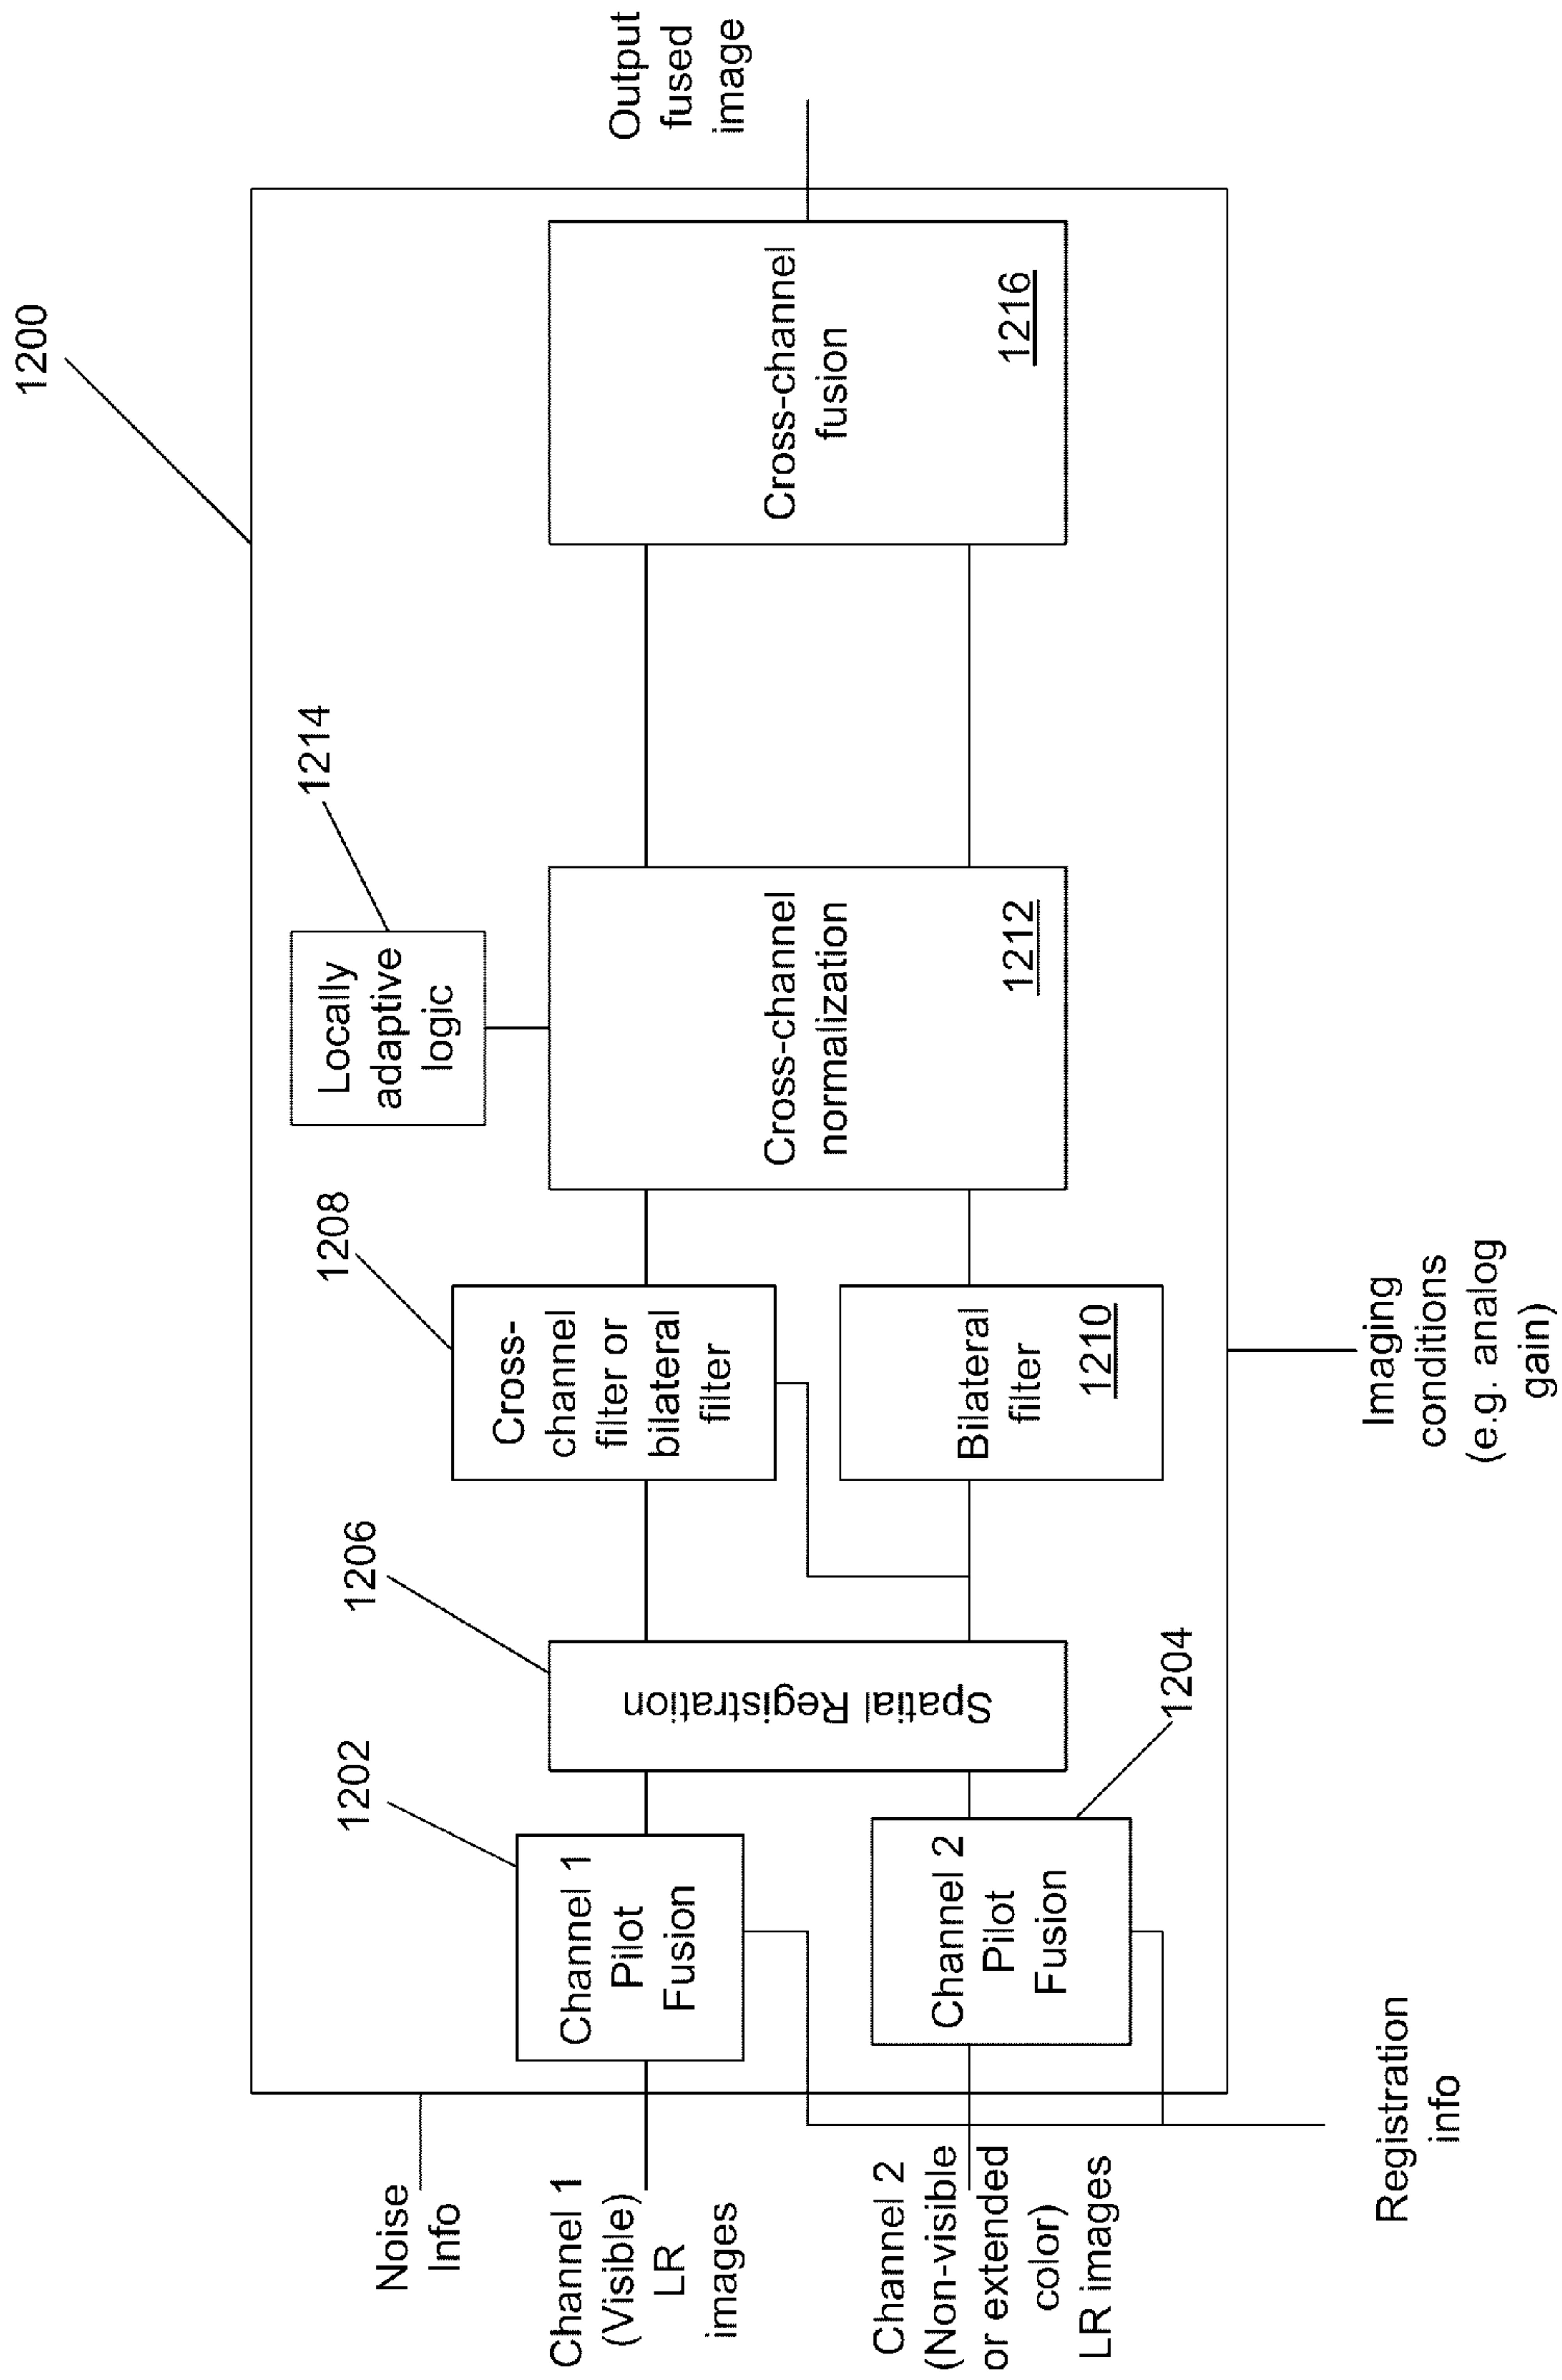 1200
Noise
Info
Channel 1
(Visible)
LR
images
Channel 2
(Non-visible
or extended
color)
LR images
Registration
info
1202
Channel 1
Pilot
Fusion
Channel 2
Pilot
Fusion
1204
1206
Spatial Registration
1208
Cross-
channel
filter or
bilateral
filter
Bilateral
filter
1210
1214
Locally
adaptive
logic
Cross-channel
normalization
1212
Cross-channel
fusion
1216
Output
fused
image
Imaging
conditions
(e.g. analog
gain)